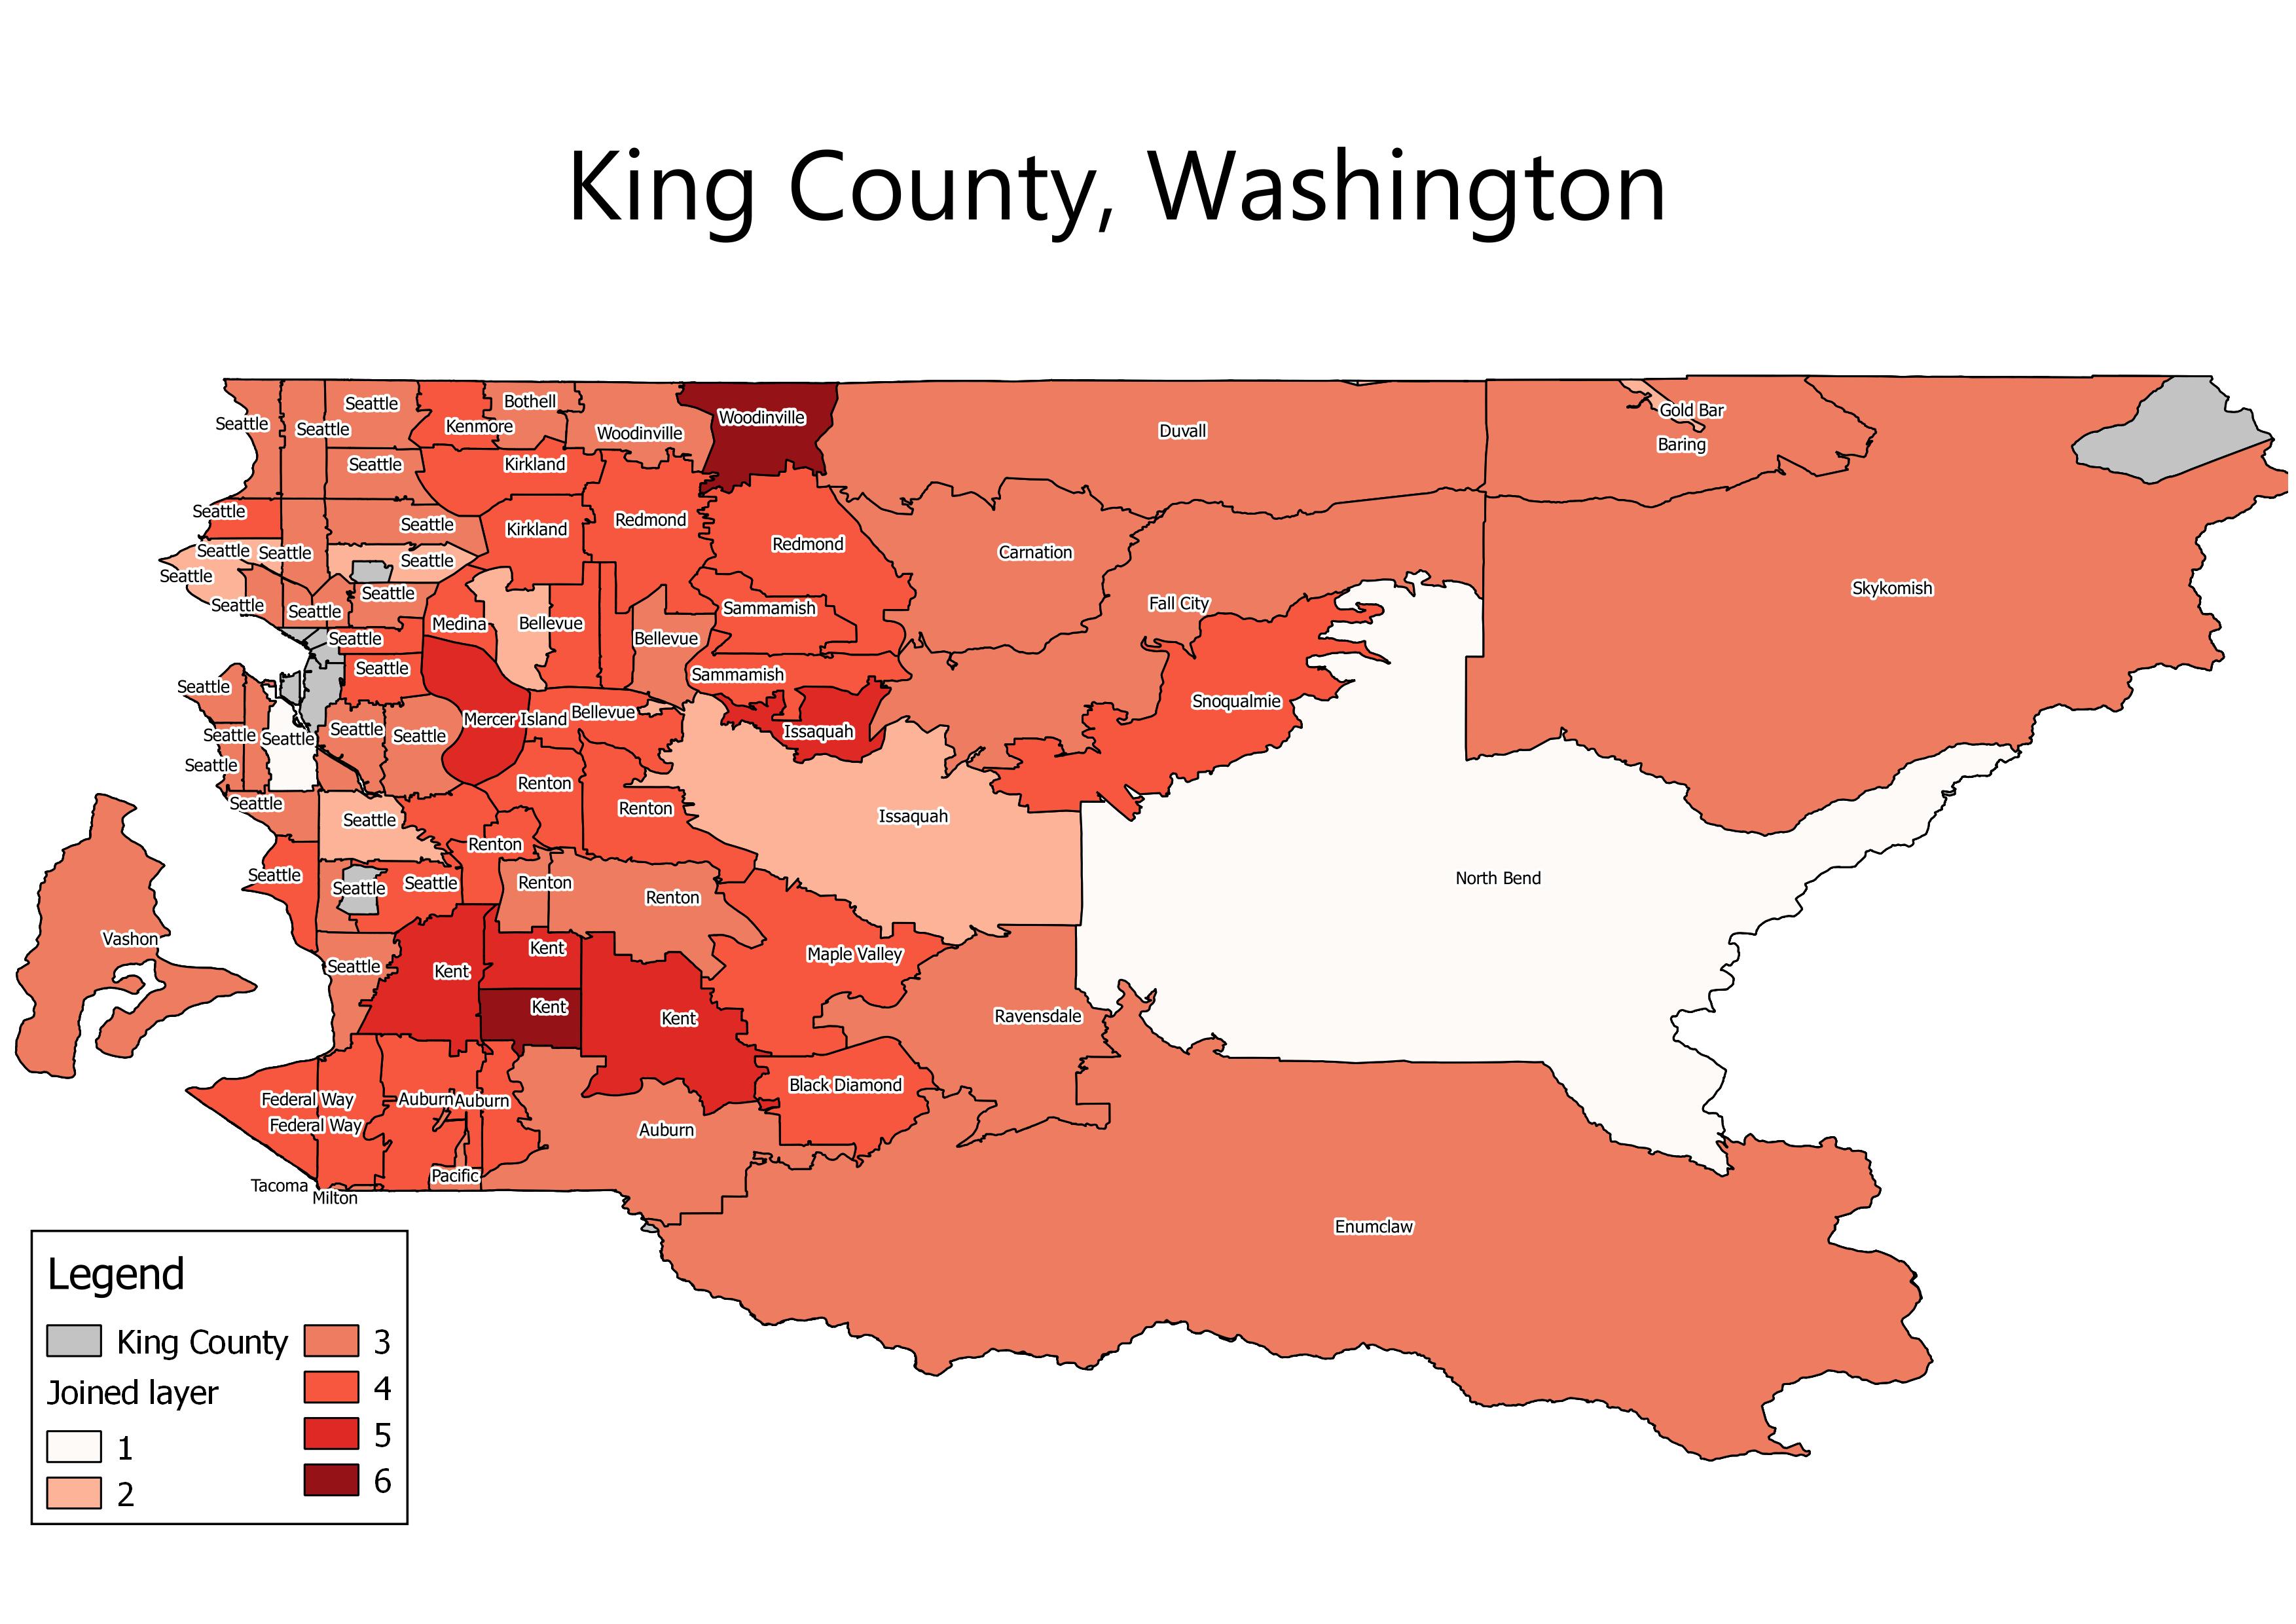 King County, Washington
Seattle
Bothell
Seattle
Woodinville
Gold Bar
Seattle
Kenmore
Seattle
Woodinville
Duvall
Baring
Seattle
Kirkland
Seattle
Redmond
Seattle
Kirkland
Redmond
Seattle
Seattle
Carnation
Seattle
Seattle
Skykomish
Seattle
Seattle
Seattle
Sammamish
Fall City
Medina
Bellevue
Seattle
Bellevue
Seattle
Sammamish
Seattle
Snoqualmie
Bellevue
Mercer Island
Seattle
Issaquah
Seattle
Seattle
Seattle
Seattle
Renton
Seattle
Renton
Issaquah
Seattle
Renton
Seattle
North Bend
Renton
Seattle
Seattle
Renton
Vashon
Kent
Maple Valley
Seattle
Kent
Kent
Ravensdale
Kent
Black Diamond
Federal Way
Auburn
Auburn
Federal Way
Auburn
Pacific
Tacoma
Milton
Enumclaw
Legend
King County
Joined layer
1
2
3
4
5
6